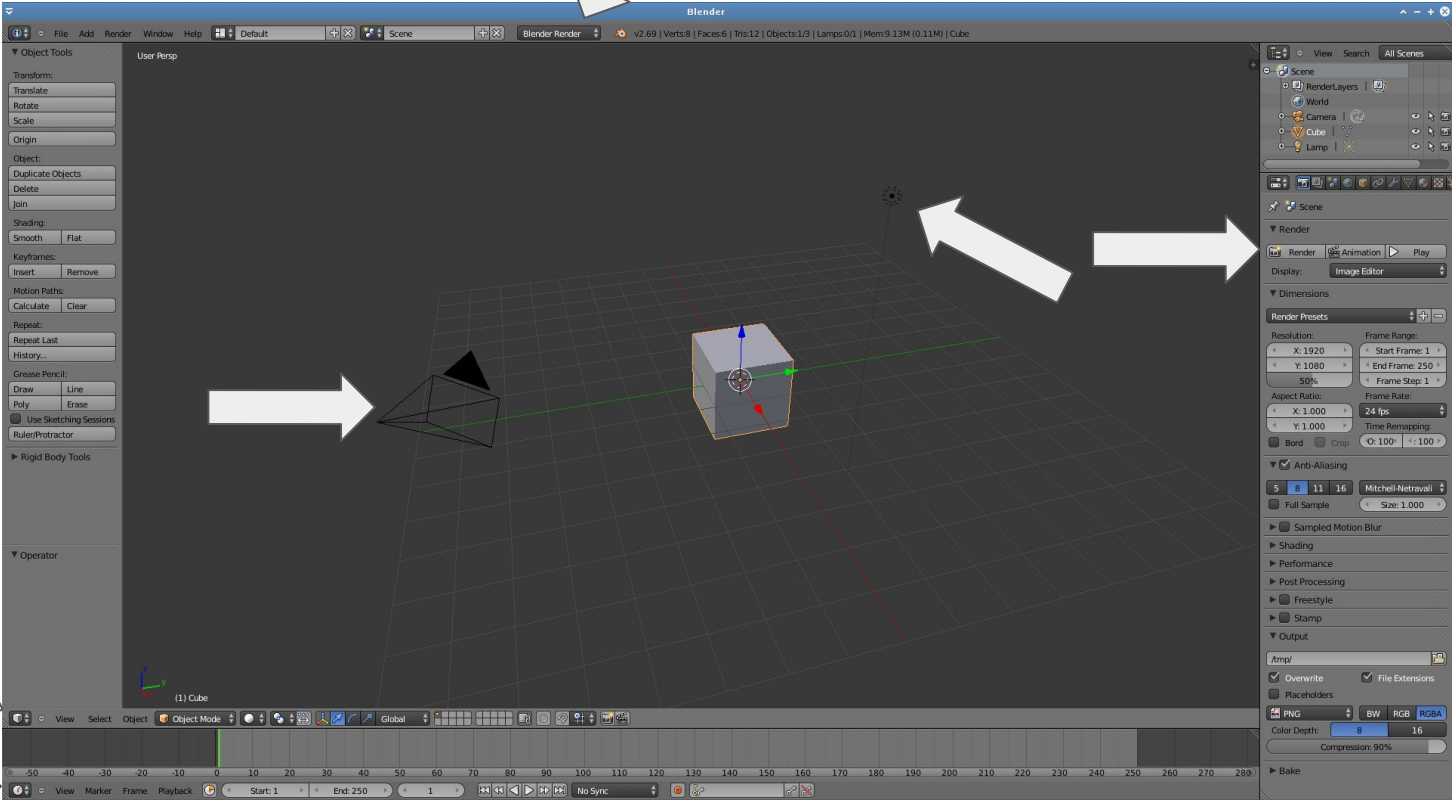 Blender
File Add Render Window Help Default Scene Blender Render v2.69 | Verts:8 | Faces:6 | Tris:12 | Objects:1/3 | Lamps:0/1 | Mem:9.13M (0.11M) | Cube
Object Tools
Transform:
Translate
Rotate
Scale
Origin
Object:
Duplicate Objects
Delete
Join
Shading:
Smooth Flat
Keyframes:
Insert Remove
Motion Paths:
Calculate Clear
Repeat:
Repeat Last
History...
Grease Pencil:
Draw Line
Poly Erase
Use Sketching Sessions
Ruler/Protractor
Rigid Body Tools
Operator
User Persp
z
y
(1) Cube
View Select Object Object Mode Global
-50 -40 -30 -20 -10 0 10 20 30 40 50 60 70 80 90 100 110 120 130 140 150 160 170 180 190 200 210 220 230 240 250 260 270 280
View Marker Frame Playback Start: 1 End: 250 1 No Sync
View Search All Scenes
Scene
RenderLayers |
World
Camera |
Cube |
Lamp |
Scene
Render
Render Animation Play
Display: Image Editor
Dimensions
Render Presets
Resolution: Frame Range:
X: 1920 Start Frame: 1
Y: 1080 End Frame: 250
50% Frame Step: 1
Aspect Ratio: Frame Rate:
X: 1.000 24 fps
Y: 1.000 Time Remapping:
Bord Crop O: 100 : 100
Anti-Aliasing
5 8 11 16 Mitchell-Netravali
Full Sample Size: 1.000
Sampled Motion Blur
Shading
Performance
Post Processing
Freestyle
Stamp
Output
/tmp/
Overwrite File Extensions
Placeholders
PNG BW RGB RGBA
Color Depth: 8 16
Compression: 90%
Bake